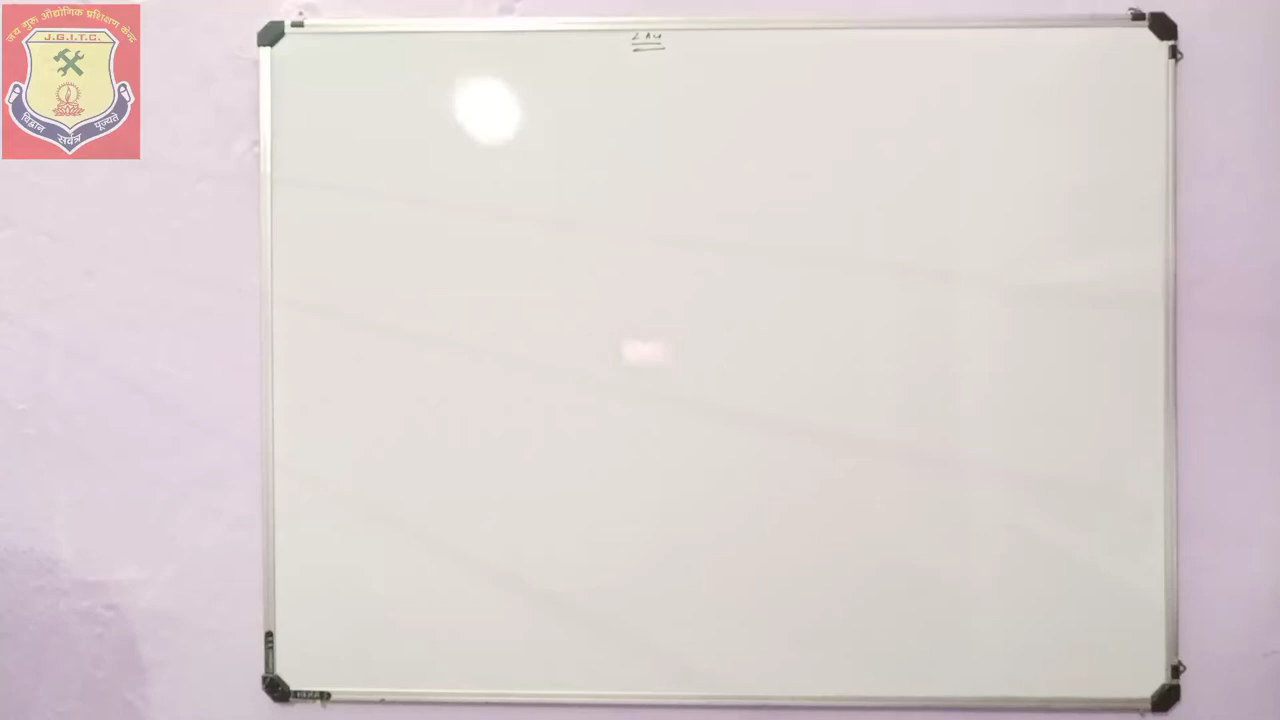 जय गुरु औद्योगिक प्रशिक्षण केन्द्र
J.G.I.T.C.
विद्वान सर्वत्र पूज्यते